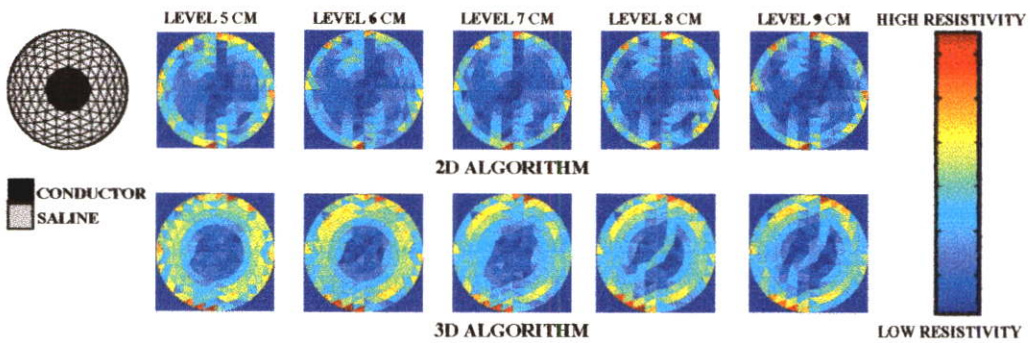 LEVEL 5 CM
LEVEL 6 CM
LEVEL 7 CM
LEVEL 8 CM
LEVEL 9 CM
HIGH RESISTIVITY
2D ALGORITHM
CONDUCTOR
SALINE
3D ALGORITHM
LOW RESISTIVITY